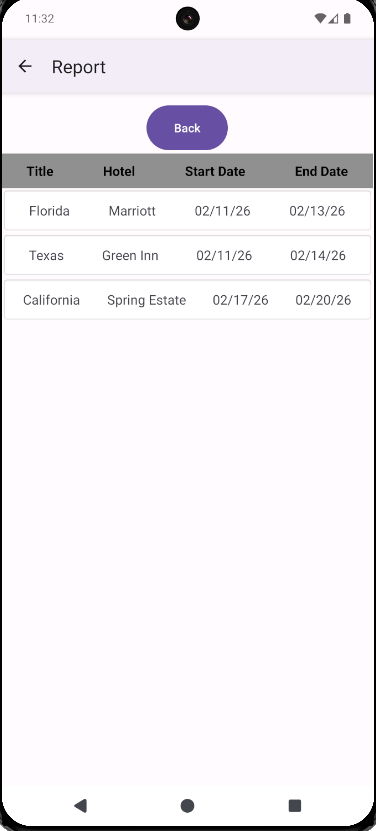 11:32
Report
Back
Title Hotel Start Date End Date
Florida Marriott 02/11/26 02/13/26
Texas Green Inn 02/11/26 02/14/26
California Spring Estate 02/17/26 02/20/26